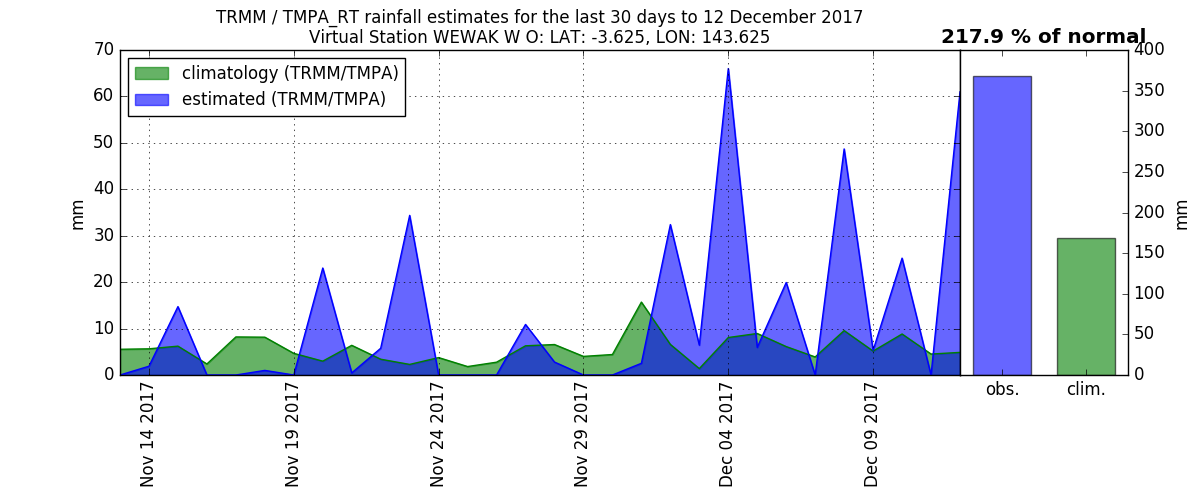 TRMM / TMPA_RT rainfall estimates for the last 30 days to 12 December 2017
Virtual Station WEWAK W O: LAT: -3.625, LON: 143.625
217.9 % of normal
climatology (TRMM/TMPA)
estimated (TRMM/TMPA)
mm
70
60
50
40
30
20
10
0
Nov 14 2017
Nov 19 2017
Nov 24 2017
Nov 29 2017
Dec 04 2017
Dec 09 2017
400
350
300
250
200
150
100
50
0
mm
obs.
clim.